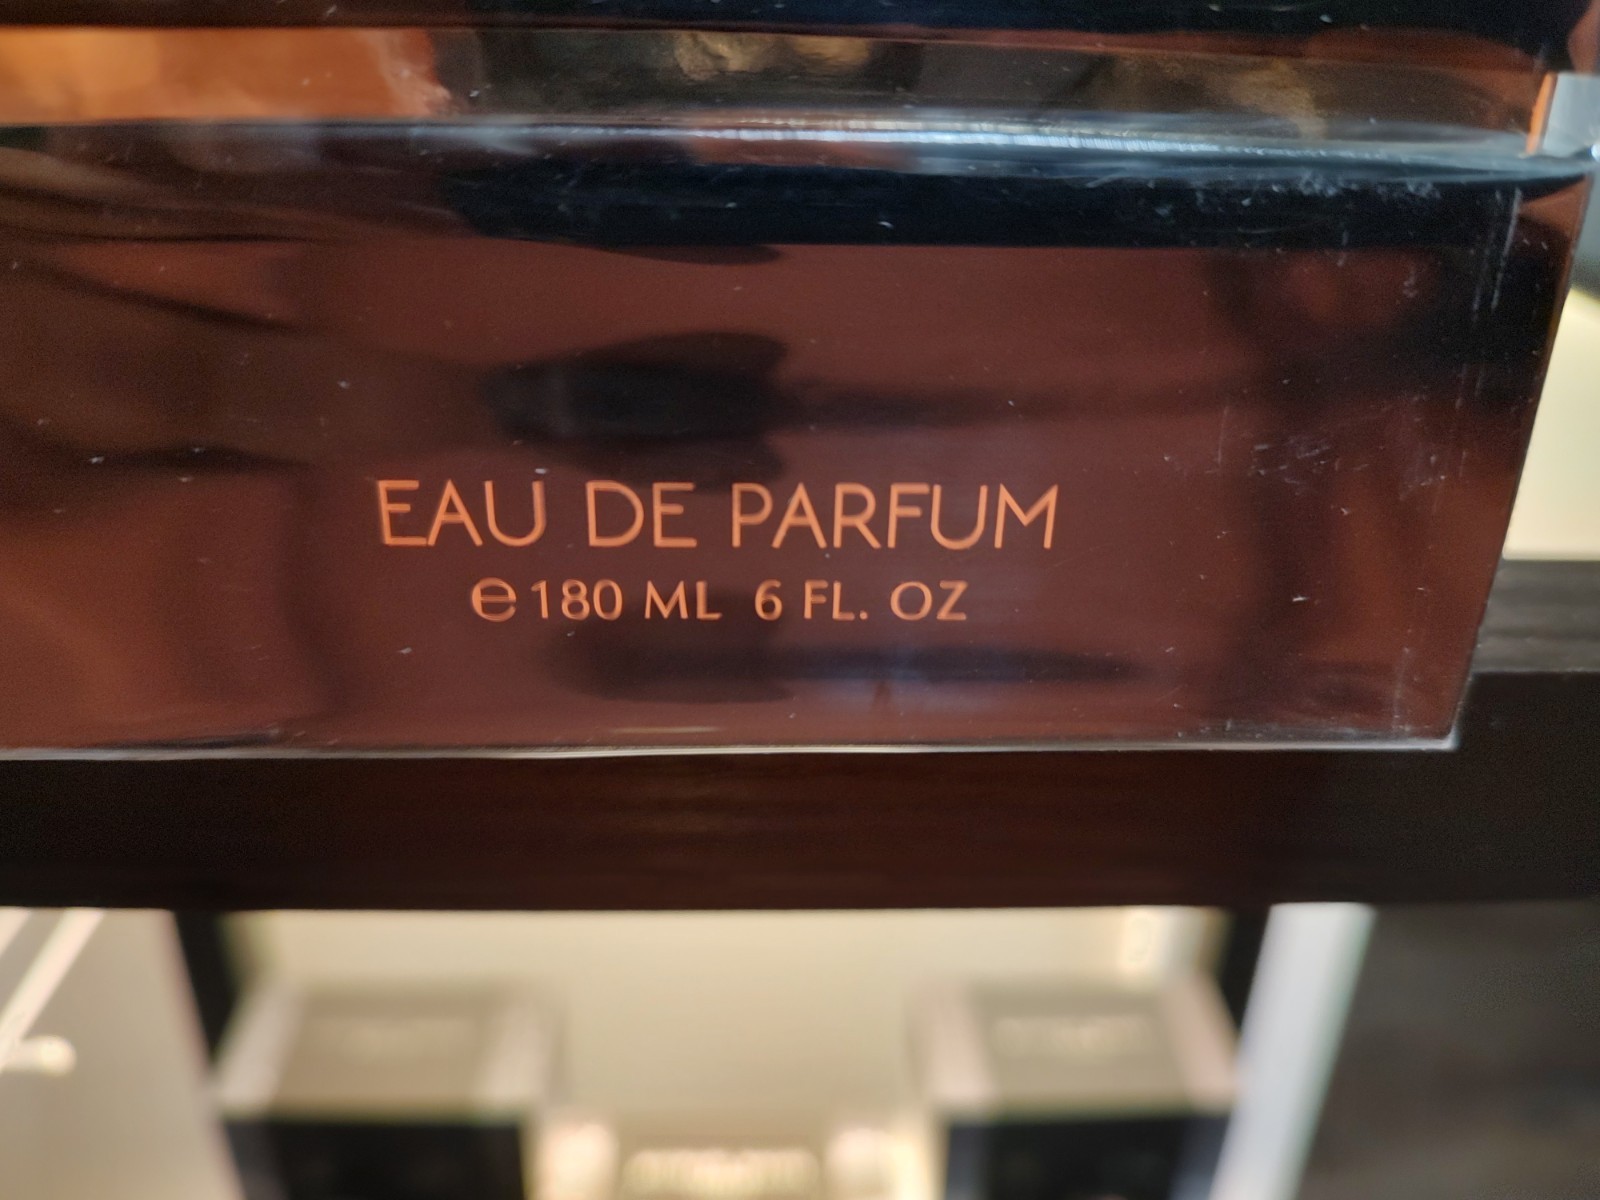 EAU DE PARFUM
℮180 ML 6 FL. OZ